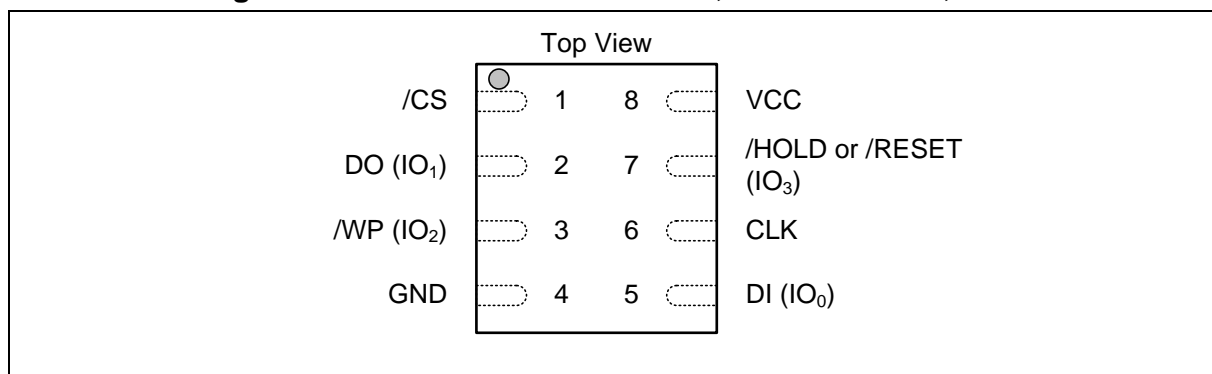 Top View
/CS 1 8 VCC
DO (IO₁) 2 7 /HOLD or /RESET
(IO₃)
/WP (IO₂) 3 6 CLK
GND 4 5 DI (IO₀)